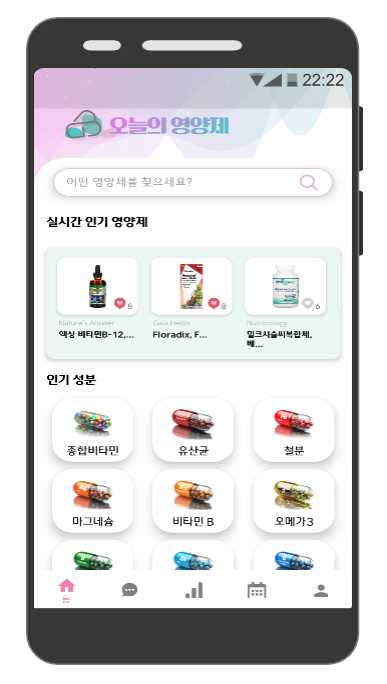 22:22
오늘의 영양제
어떤 영양제를 찾으세요?
실시간 인기 영양제
8
8
6
Nature's Answer
Gaia Herbs
Nutricology
액상 비타민B-12,...
Floradix, F...
밀크시슬씨복합제,
베...
인기 성분
종합비타민
유산균
철분
마그네슘
비타민 B
오메가3
홈